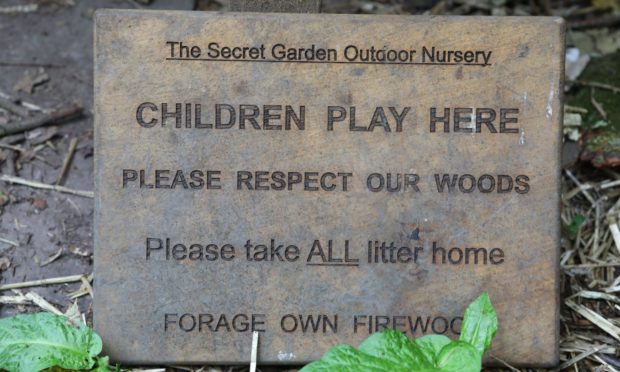 The Secret Garden Outdoor Nursery
CHILDREN PLAY HERE
PLEASE RESPECT OUR WOODS
Please take ALL litter home
FORAGE OWN FIREWOO